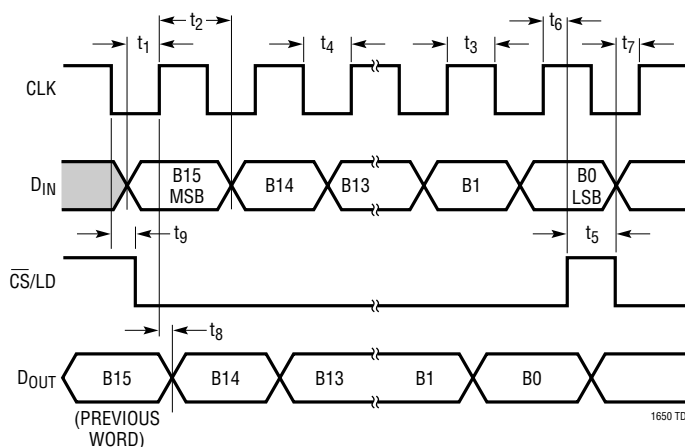 t1
t2
t4
t3
t6
t7
CLK
DIN
B15
MSB
B14
B13
B1
B0
LSB
t9
t5
CS/LD
t8
DOUT
B15
B14
B13
B1
B0
(PREVIOUS
WORD)
1650 TD